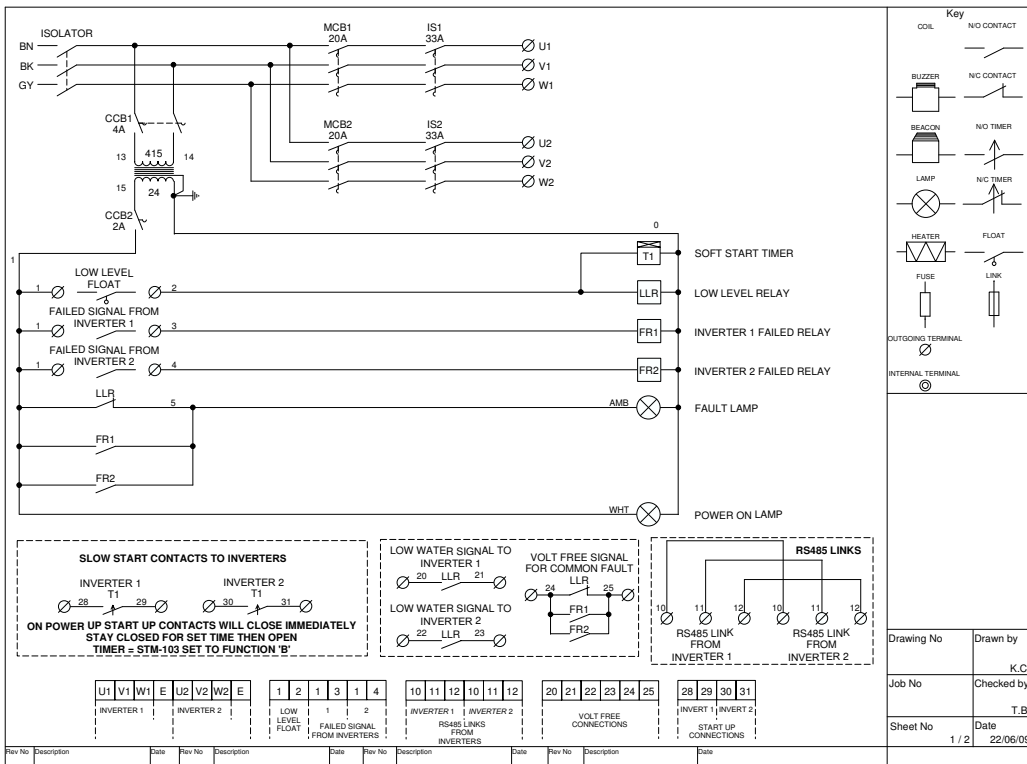 ISOLATOR
BN
BK
GY
MCB1
20A
IS1
33A
U1
V1
W1
CCB1
4A
13
415
14
15
24
CCB2
2A
MCB2
20A
IS2
33A
U2
V2
W2
0
1
T1
SOFT START TIMER
LOW LEVEL
FLOAT
1
2
LLR
LOW LEVEL RELAY
FAILED SIGNAL FROM
INVERTER 1
1
3
FR1
INVERTER 1 FAILED RELAY
FAILED SIGNAL FROM
INVERTER 2
1
4
FR2
INVERTER 2 FAILED RELAY
LLR
5
AMB
FAULT LAMP
FR1
FR2
WHT
POWER ON LAMP
SLOW START CONTACTS TO INVERTERS
INVERTER 1
T1
28
29
INVERTER 2
T1
30
31
ON POWER UP START UP CONTACTS WILL CLOSE IMMEDIATELY
STAY CLOSED FOR SET TIME THEN OPEN
TIMER = STM-103 SET TO FUNCTION 'B'
LOW WATER SIGNAL TO
INVERTER 1
20 LLR 21
LOW WATER SIGNAL TO
INVERTER 2
22 LLR 23
VOLT FREE SIGNAL
FOR COMMON FAULT
LLR
24
25
FR1
FR2
RS485 LINKS
10 11 12 10 11 12
RS485 LINK
FROM
INVERTER 1
RS485 LINK
FROM
INVERTER 2
U1 V1 W1 E U2 V2 W2 E
INVERTER 1
INVERTER 2
1 2 1 3 1 4
LOW
LEVEL
FLOAT
1
2
FAILED SIGNAL
FROM INVERTERS
10 11 12 10 11 12
INVERTER 1
INVERTER 2
RS485 LINKS
FROM
INVERTERS
20 21 22 23 24 25
VOLT FREE
CONNECTIONS
28 29 30 31
INVERT 1
INVERT 2
START UP
CONNECTIONS
Rev No Description Date Rev No Description Date Rev No Description Date Rev No Description Date
Key
COIL
N/O CONTACT
BUZZER
N/C CONTACT
BEACON
N/O TIMER
LAMP
N/C TIMER
HEATER
FLOAT
FUSE
LINK
OUTGOING TERMINAL
INTERNAL TERMINAL
Drawing No
Drawn by
K.C
Job No
Checked by
T.B
Sheet No
1 / 2
Date
22/06/09